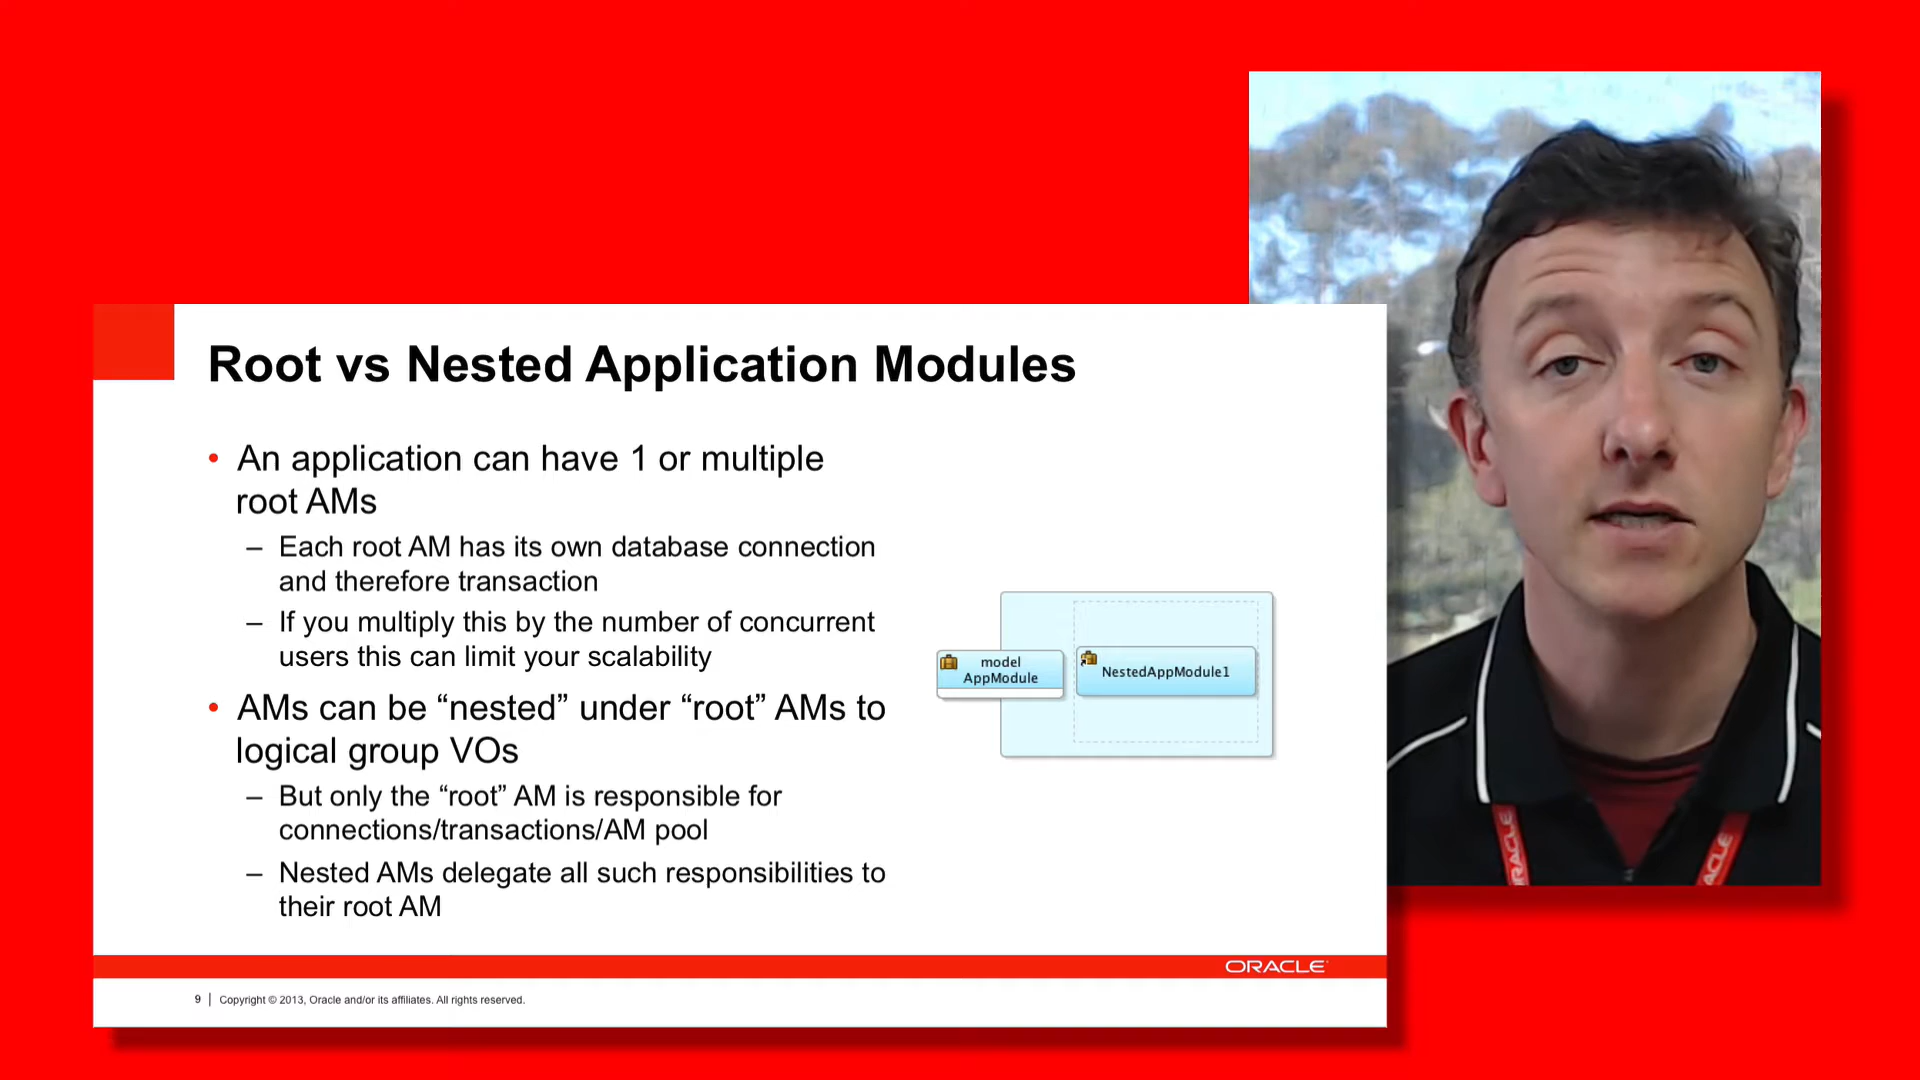 Root vs Nested Application Modules
• An application can have 1 or multiple
root AMs
– Each root AM has its own database connection
and therefore transaction
– If you multiply this by the number of concurrent
users this can limit your scalability
• AMs can be “nested” under “root” AMs to
logical group VOs
– But only the “root” AM is responsible for
connections/transactions/AM pool
– Nested AMs delegate all such responsibilities to
their root AM
model
AppModule
NestedAppModule1
ORACLE
9 | Copyright © 2013, Oracle and/or its affiliates. All rights reserved.
ORACLE
ORACLE